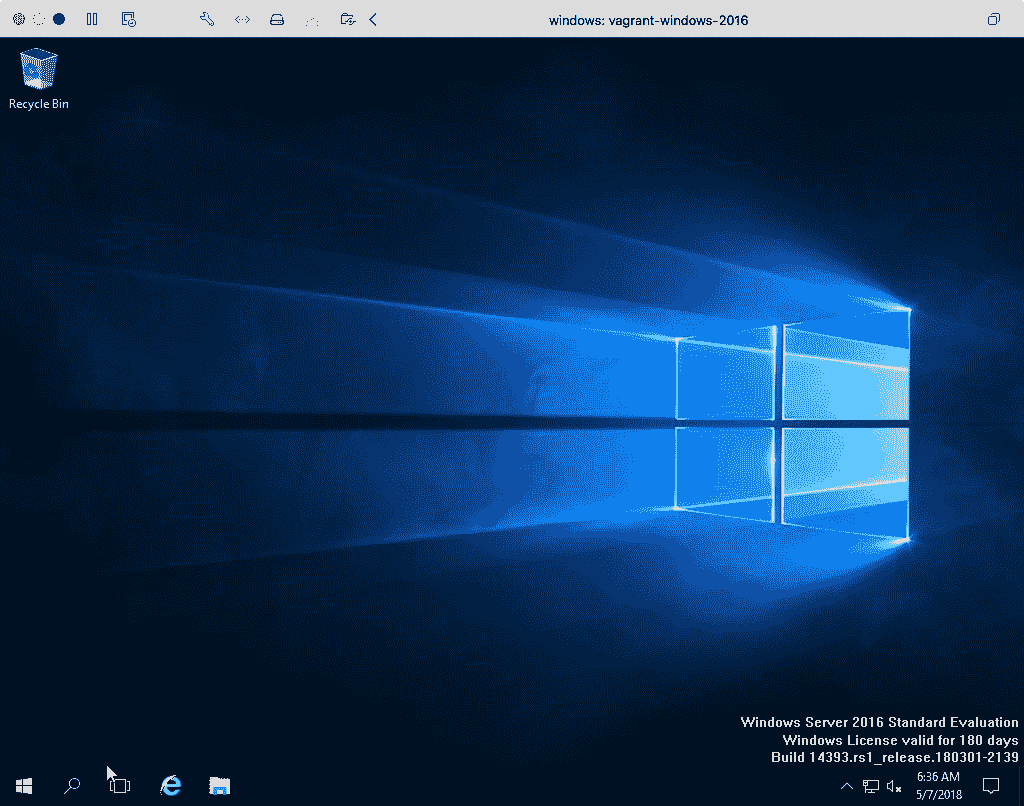 windows: vagrant-windows-2016
Recycle Bin
Windows Server 2016 Standard Evaluation
Windows License valid for 180 days
Build 14393.rs1_release.180301-2139
6:36 AM
5/7/2018